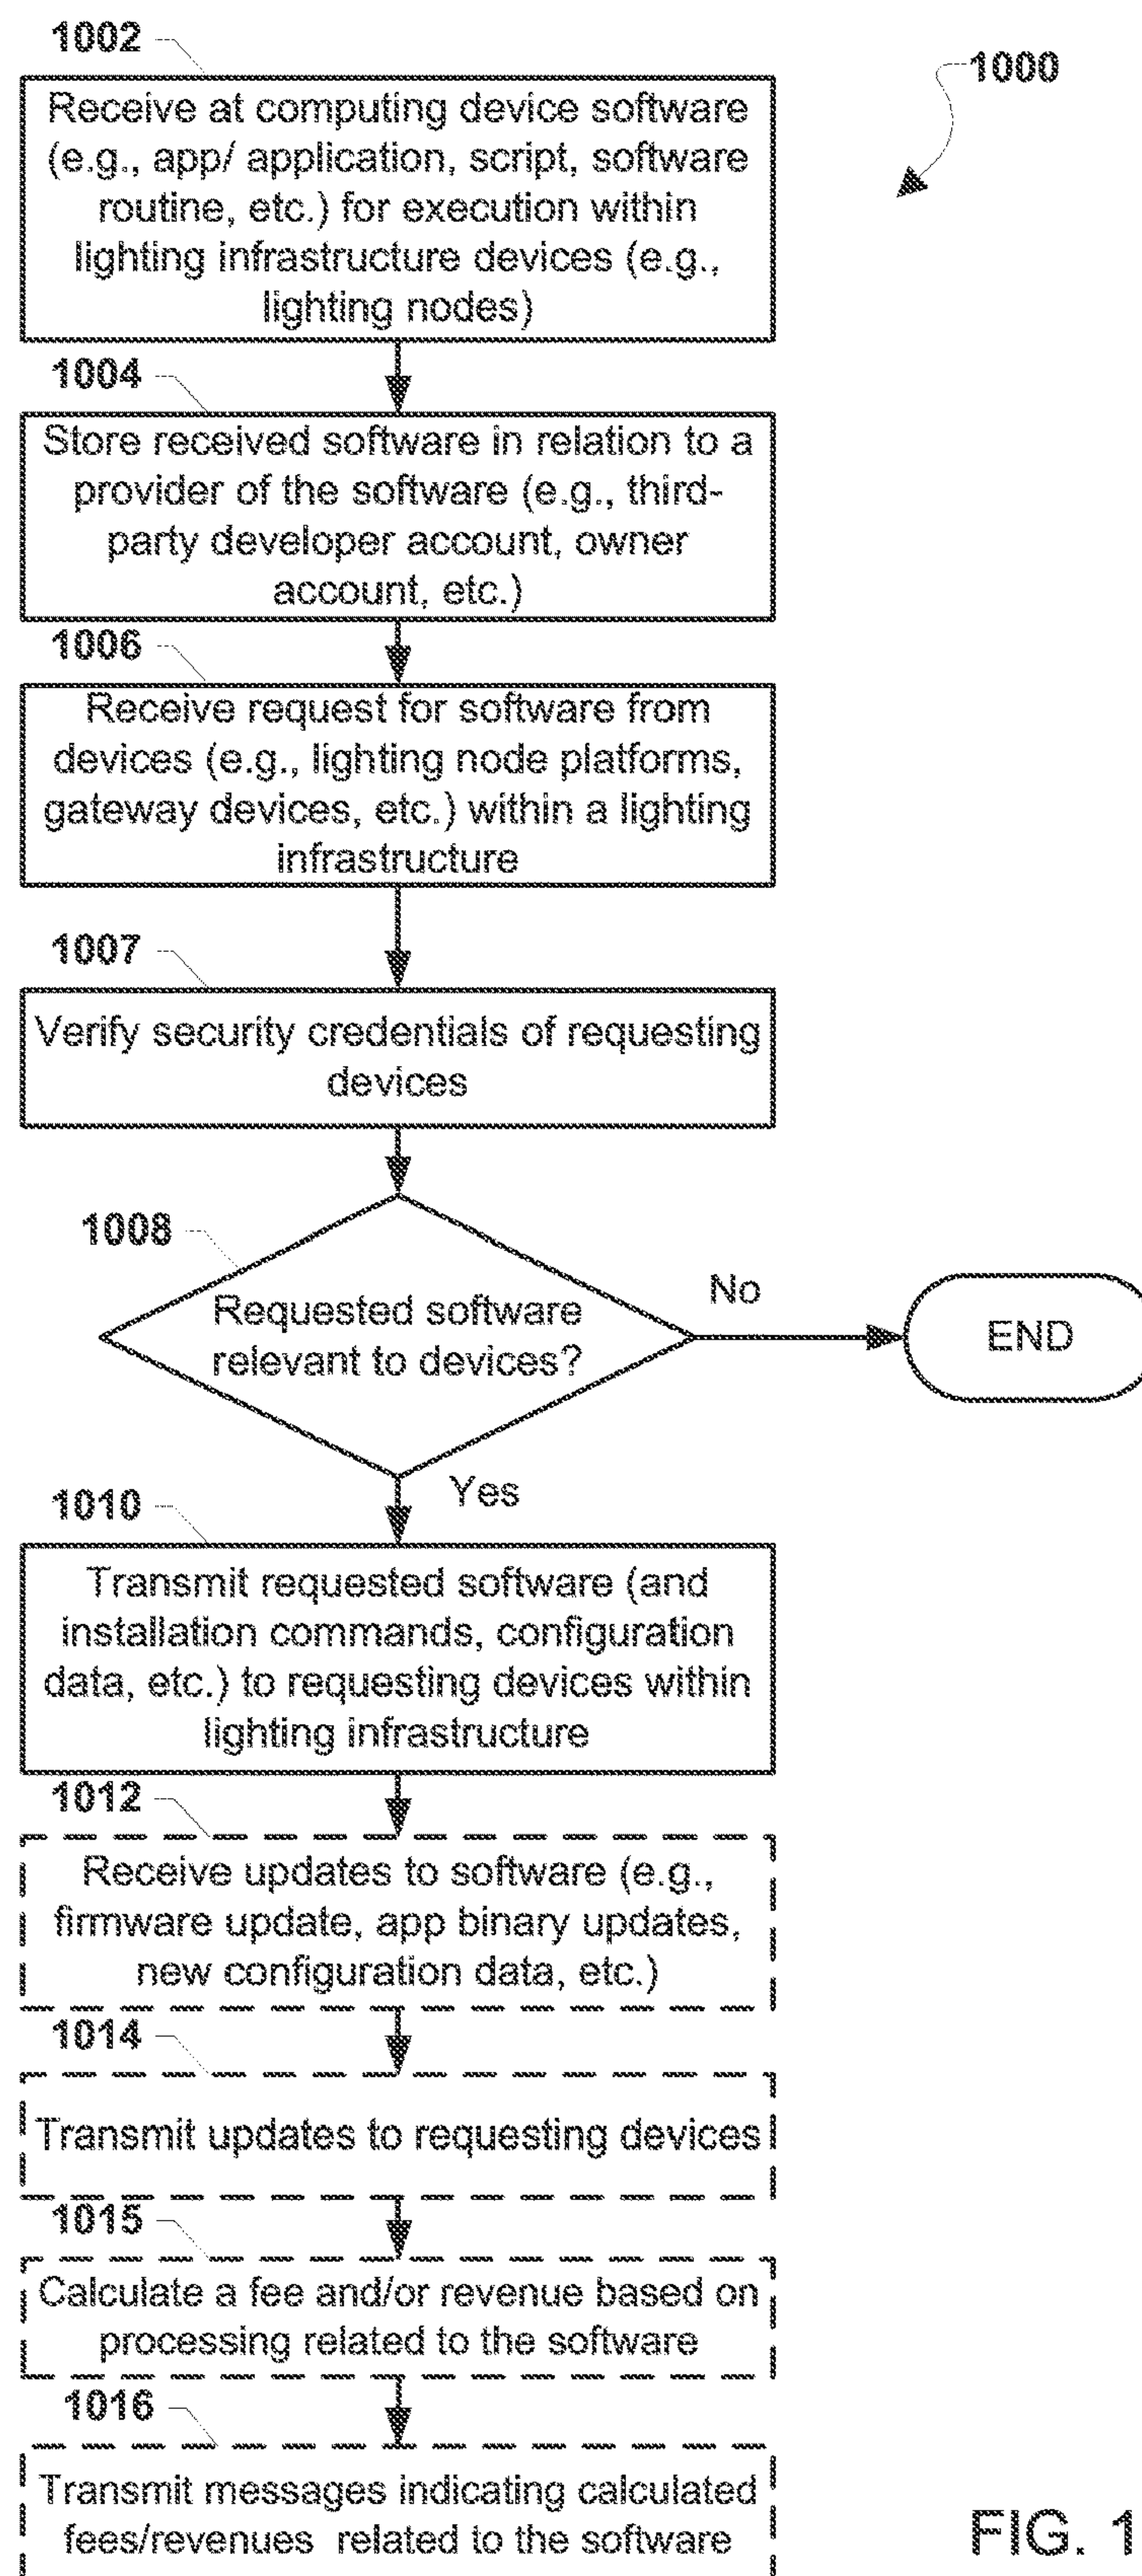 1002
1000
Receive at computing device software
(e.g., app/ application, script, software
routine, etc.) for execution within
lighting infrastructure devices (e.g.,
lighting nodes)
1004
Store received software in relation to a
provider of the software (e.g., third-
party developer account, owner
account, etc.)
1006
Receive request for software from
devices (e.g., lighting node platforms,
gateway devices, etc.) within a lighting
infrastructure
1007
Verify security credentials of requesting
devices
1008
Requested software
relevant to devices?
No
END
Yes
1010
Transmit requested software (and
installation commands, configuration
data, etc.) to requesting devices within
lighting infrastructure
1012
Receive updates to software (e.g.,
firmware update, app binary updates,
new configuration data, etc.)
1014
Transmit updates to requesting devices
1015
Calculate a fee and/or revenue based on
processing related to the software
1016
Transmit messages indicating calculated
fees/revenues related to the software
FIG. 1